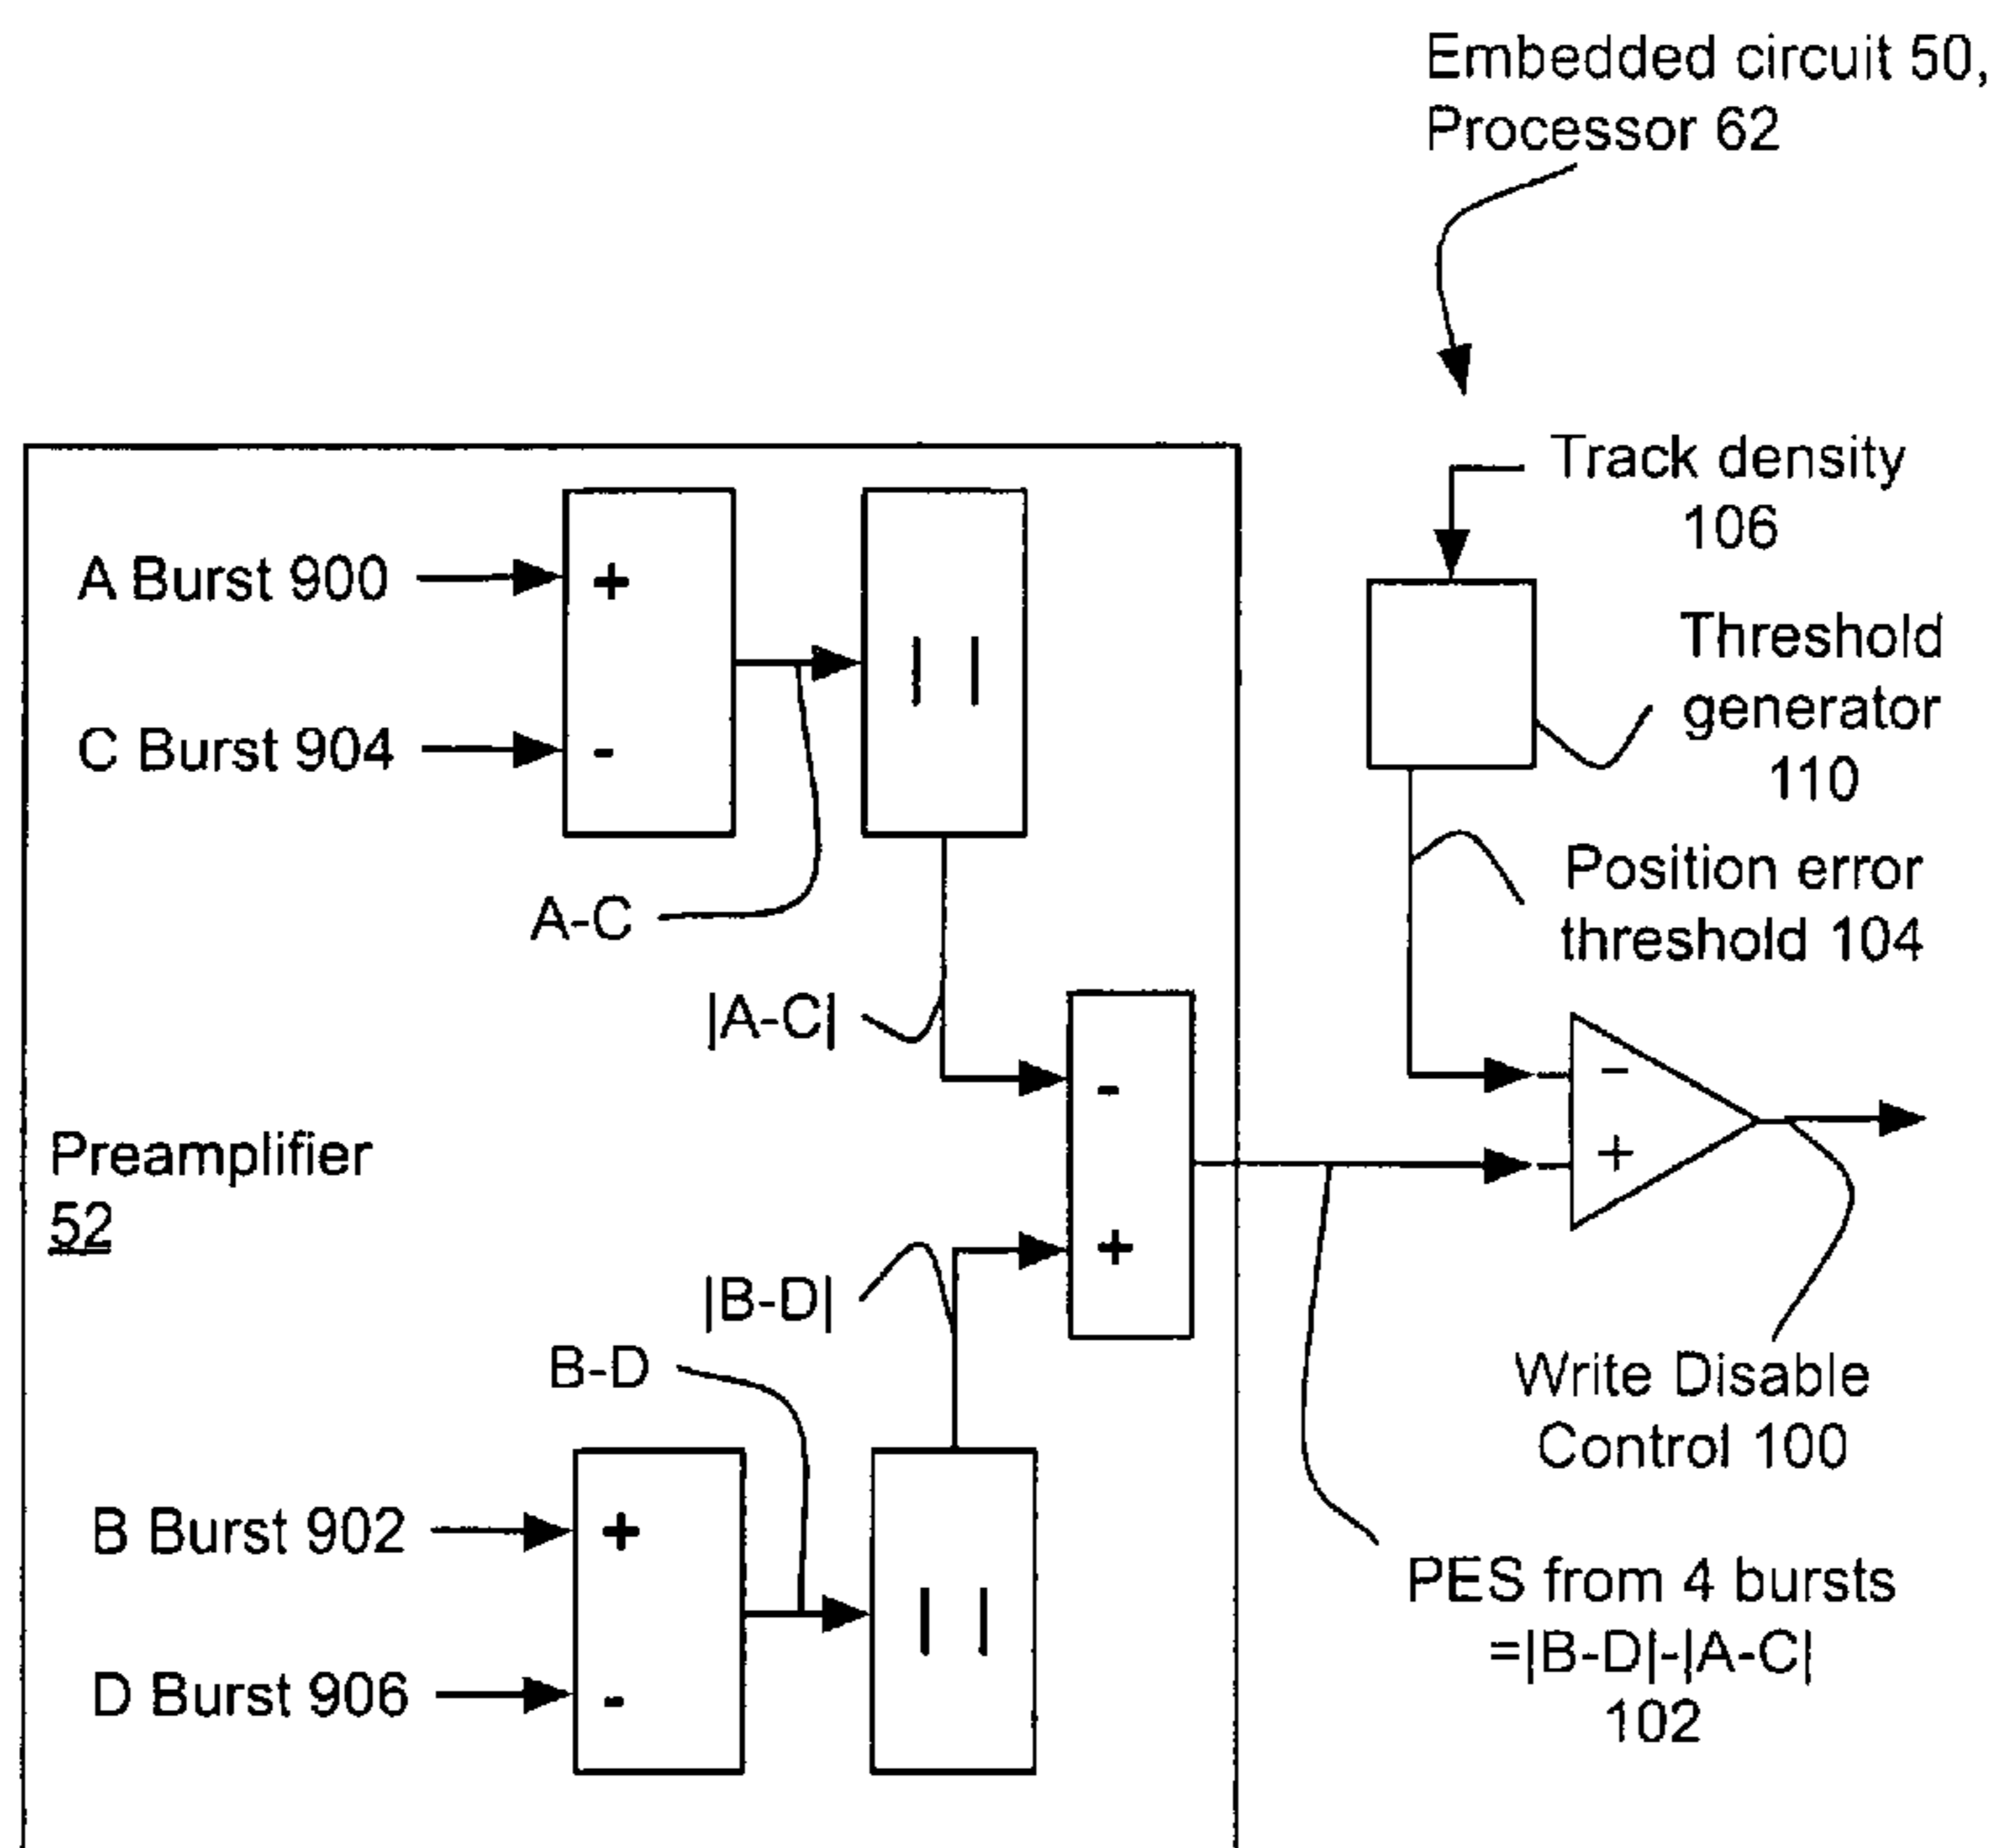 Embedded circuit 50,
Processor 62
Track density
106
A Burst 900
+
| |
Threshold
generator
110
C Burst 904
-
Position error
threshold 104
A-C
|A-C|
-
−
+
Preamplifier
52
+
|B-D|
B-D
Write Disable
Control 100
B Burst 902
+
| |
PES from 4 bursts
=|B-D|-|A-C|
102
D Burst 906
-